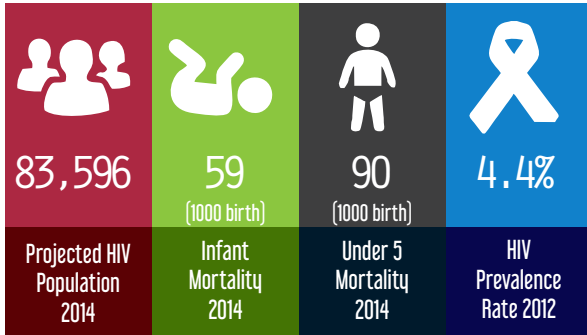 83,596
Projected HIV
Population
2014
59
(1000 birth)
Infant
Mortality
2014
90
(1000 birth)
Under 5
Mortality
2014
4.4%
HIV
Prevalence
Rate 2012